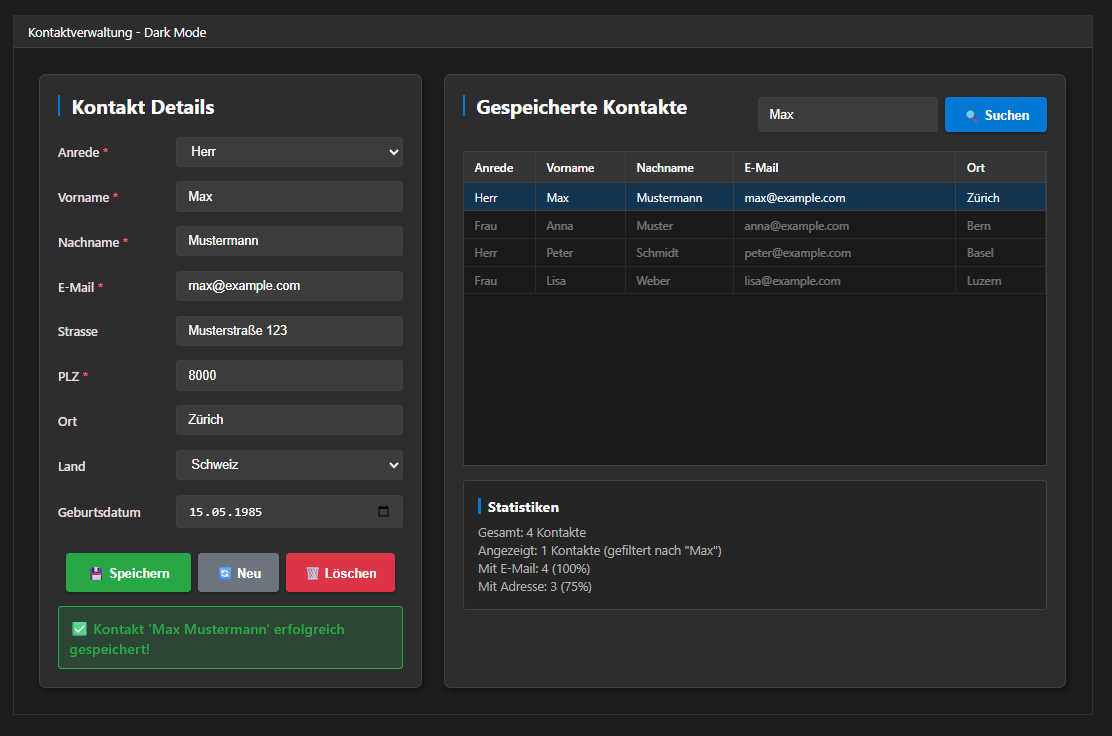 Kontaktverwaltung - Dark Mode
Kontakt Details
Anrede * Herr
Vorname * Max
Nachname * Mustermann
E-Mail * max@example.com
Strasse Musterstraße 123
PLZ * 8000
Ort Zürich
Land Schweiz
Geburtsdatum 15.05.1985
Speichern Neu Löschen
Kontakt 'Max Mustermann' erfolgreich
gespeichert!
Gespeicherte Kontakte Max Suchen
Anrede Vorname Nachname E-Mail Ort
Herr Max Mustermann max@example.com Zürich
Frau Anna Muster anna@example.com Bern
Herr Peter Schmidt peter@example.com Basel
Frau Lisa Weber lisa@example.com Luzern
Statistiken
Gesamt: 4 Kontakte
Angezeigt: 1 Kontakte (gefiltert nach "Max")
Mit E-Mail: 4 (100%)
Mit Adresse: 3 (75%)